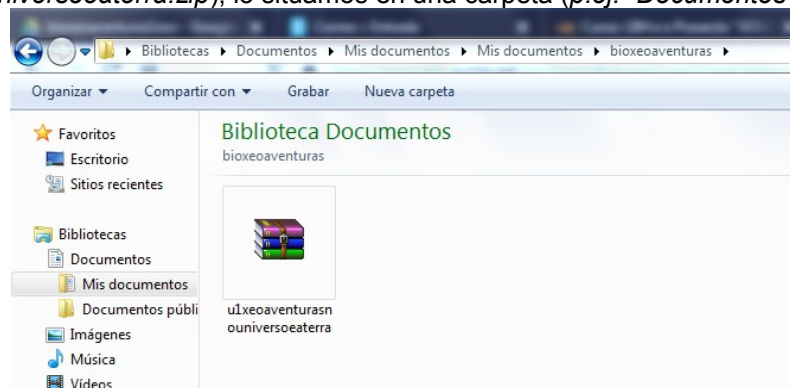 niversoeaterra.zip), lo situamos en una carpeta (p.ej: "Documentos
Bibliotecas ▸ Documentos ▸ Mis documentos ▸ Mis documentos ▸ bioxeoaventuras ▸
Organizar Compartir con Grabar Nueva carpeta
Favoritos
Escritorio
Sitios recientes
Bibliotecas
Documentos
Mis documentos
Documentos públi
Imágenes
Música
Vídeos
Biblioteca Documentos
bioxeoaventuras
u1xeoaventurasn
ouniversoeaterra